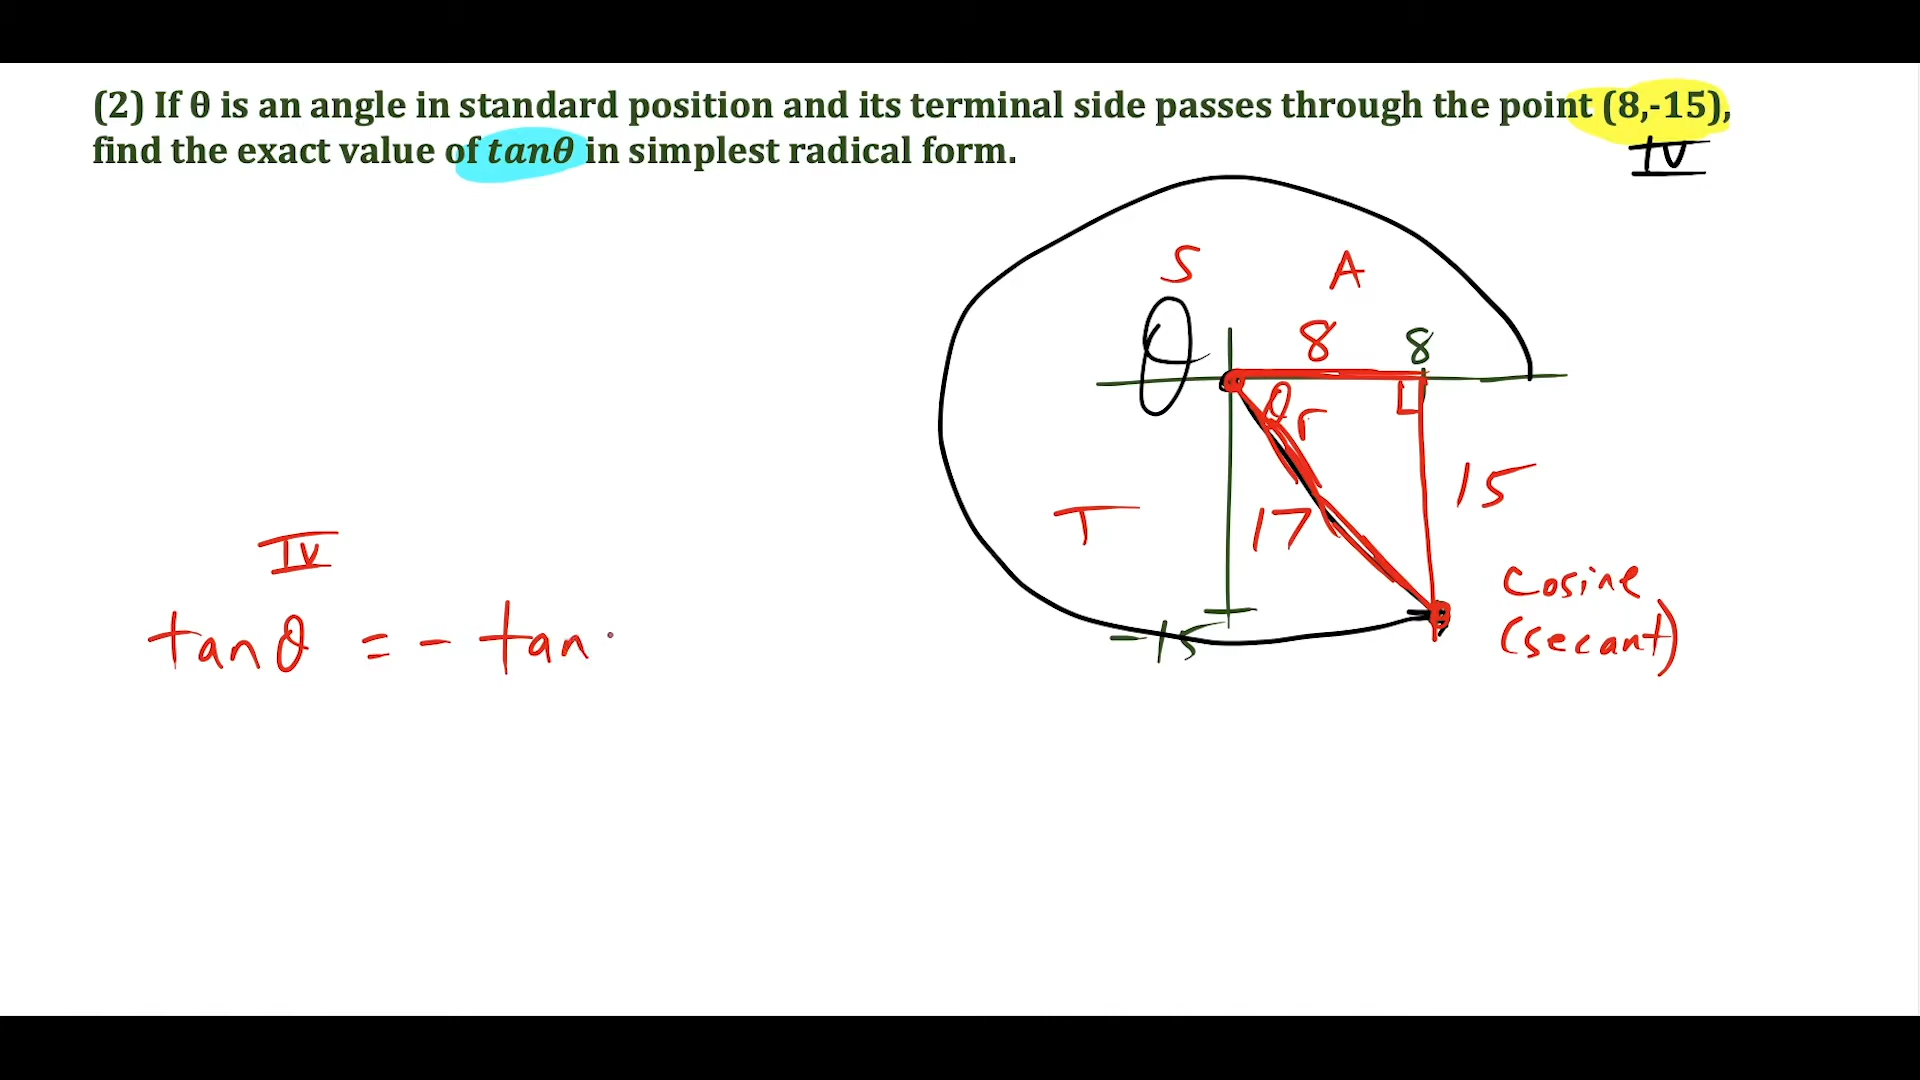 (2) If θ is an angle in standard position and its terminal side passes through the point (8,-15),
find the exact value of tanθ in simplest radical form.
IV
S
A
θ
8
8
θr
15
T
17
IV
Cosine
tanθ = - tan
(secant)
-15